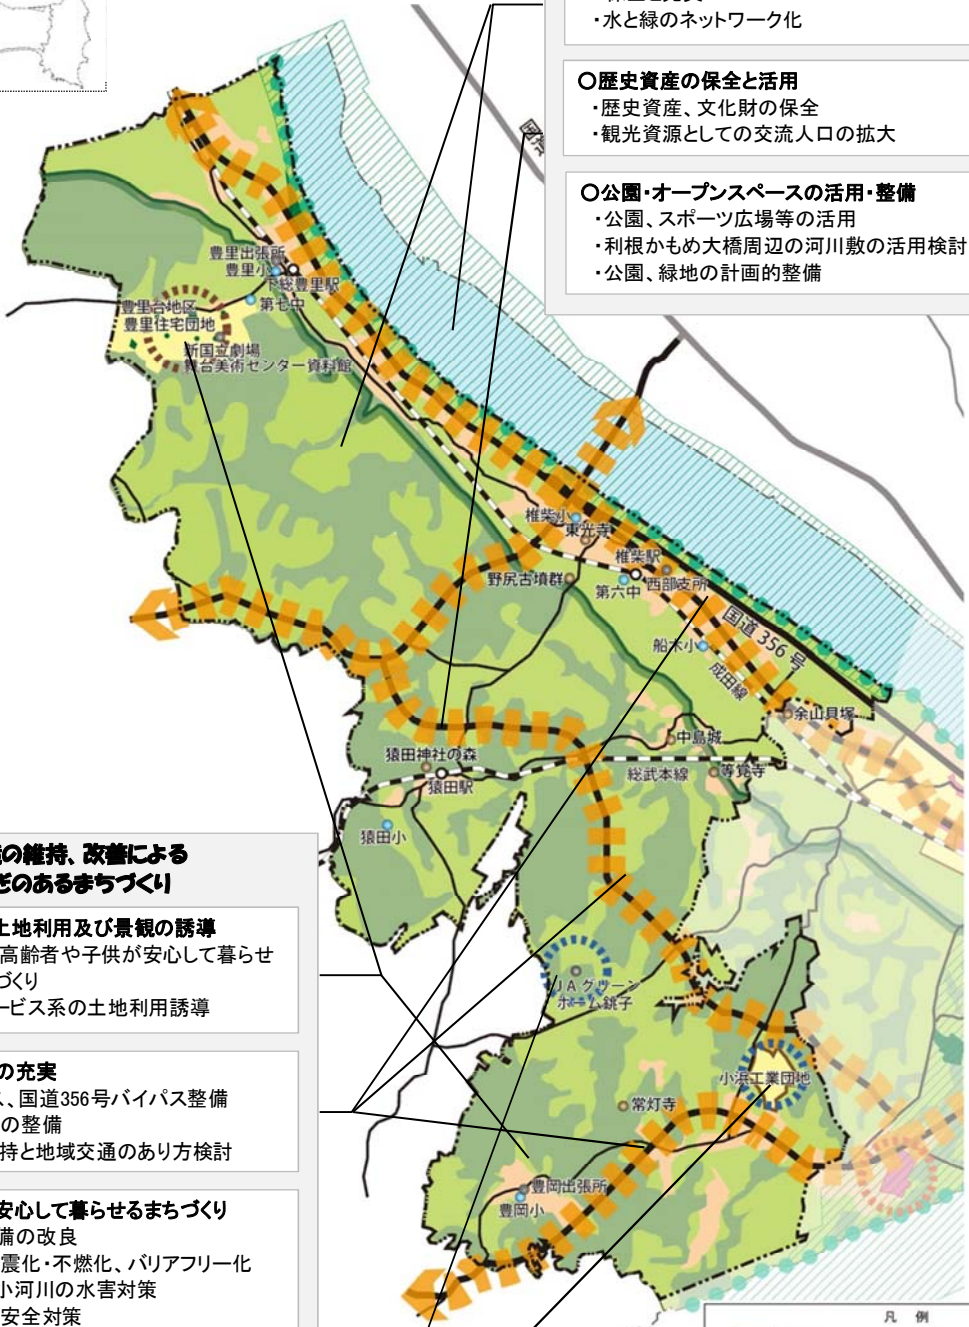 ・水と緑のネットワーク化
○歴史資産の保全と活用
・歴史資産、文化財の保全
・観光資源としての交流人口の拡大
○公園・オープンスペースの活用・整備
・公園、スポーツ広場等の活用
・利根かもめ大橋周辺の河川敷の活用検討
・公園、緑地の計画的整備
豊里出張所
豊里小
下総豊里駅
第七中
豊里台地区
豊里住宅団地
新国立劇場
舞台美術センター資料館
椎柴小
東光寺
椎柴駅
野尻古墳群
第六中
西部支所
国道 356 号
船木小
成田線
余山貝塚
中島城
猿田神社の森
総武本線
等覚寺
猿田駅
猿田小
の維持、改善による
ぎのあるまちづくり
土地利用及び景観の誘導
高齢者や子供が安心して暮らせ
づくり
ービス系の土地利用誘導
の充実
、国道356号バイパス整備
の整備
持と地域交通のあり方検討
安心して暮らせるまちづくり
備の改良
震化・不燃化、バリアフリー化
小河川の水害対策
安全対策
JAグリーン
ホーム銚子
小浜工業団地
常灯寺
豊岡出張所
豊岡小
凡 例